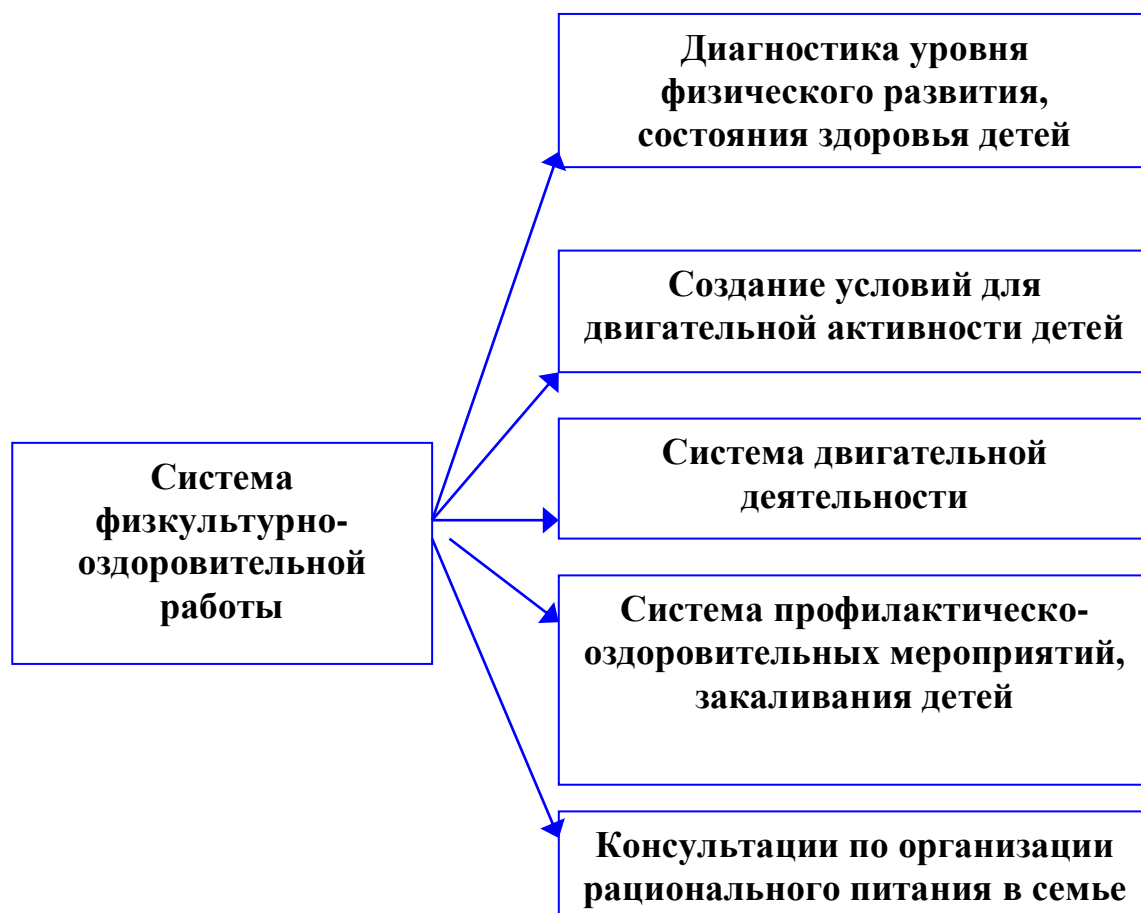 Диагностика уровня
физического развития,
состояния здоровья детей
Создание условий для
двигательной активности детей
Система двигательной
деятельности
Система
физкультурно-
оздоровительной
работы
Система профилактическо-
оздоровительных мероприятий,
закаливания детей
Консультации по организации
рационального питания в семье